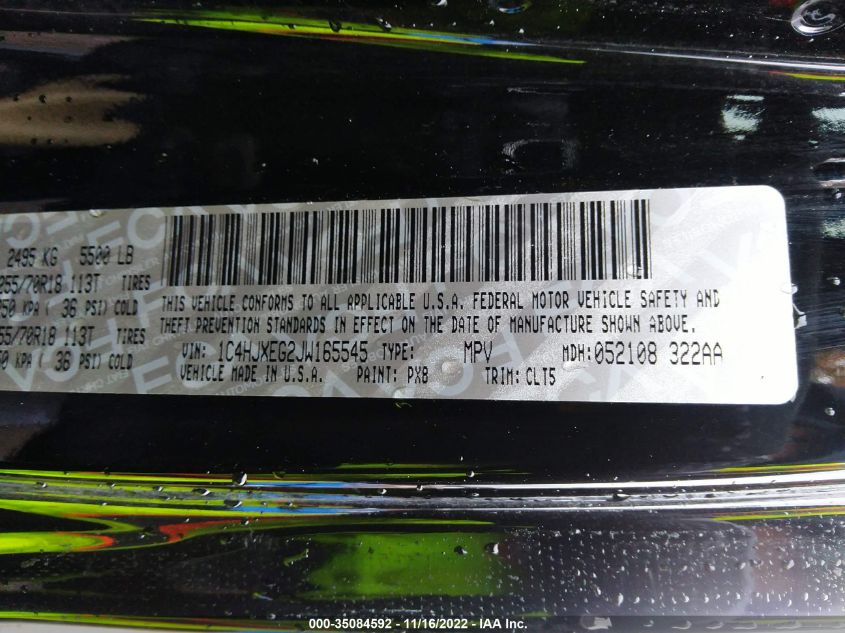 2495 KG 5500 LB
055/70R18 113T TIRES
250 KPA ( 36 PSI) COLD
55/70R18 113T TIRES
50 KPA ( 36 PSI) COLD
THIS VEHICLE CONFORMS TO ALL APPLICABLE U.S.A. FEDERAL MOTOR VEHICLE SAFETY AND
THEFT PREVENTION STANDARDS IN EFFECT ON THE DATE OF MANUFACTURE SHOWN ABOVE.
VIN: 1C4HJXEG2JW165545 TYPE: MPV MDH:052108 322AA
VEHICLE MADE IN U.S.A. PAINT: PX8 TRIM: CLT5
000-35084592 - 11/16/2022 - IAA Inc.